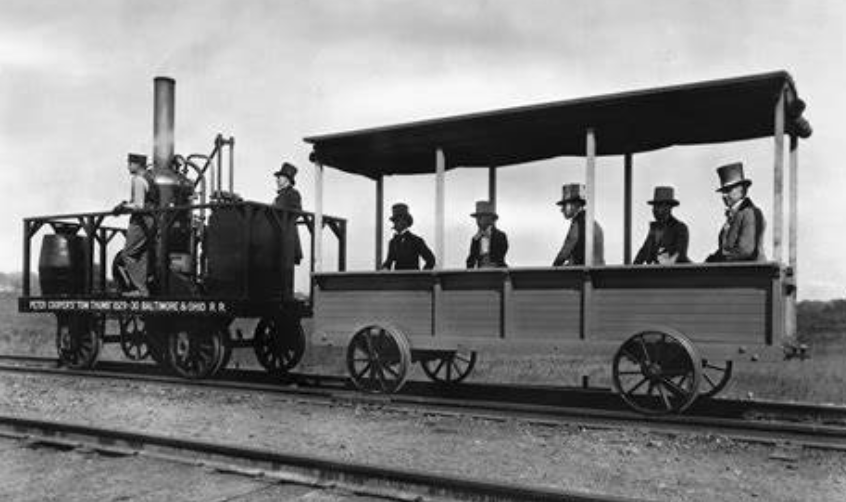 PETER COOPER'S "TOM THUMB" 1829-30 BALTIMORE & OHIO R. R.